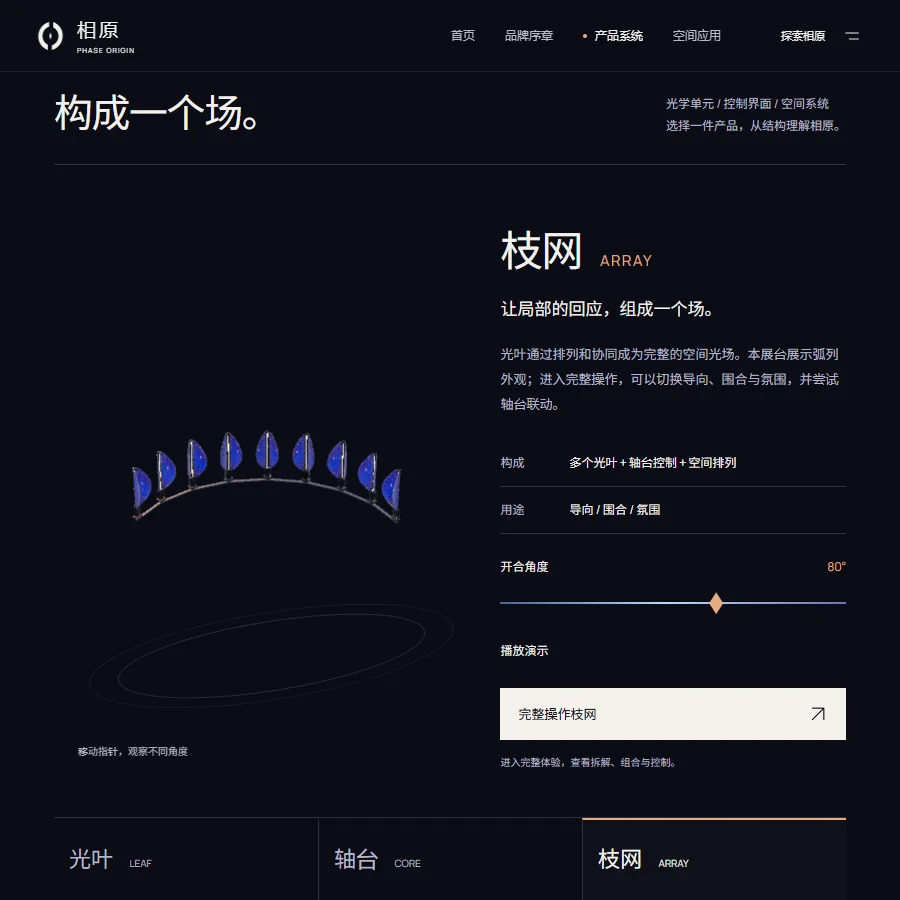 相原
PHASE ORIGIN
首页 品牌序章 产品系统 空间应用 探索相原
构成一个场。
光学单元 / 控制界面 / 空间系统
选择一件产品，从结构理解相原。
枝网 ARRAY
让局部的回应，组成一个场。
光叶通过排列和协同成为完整的空间光场。本展台展示弧列
外观；进入完整操作，可以切换导向、围合与氛围，并尝试
轴台联动。
构成 多个光叶 + 轴台控制 + 空间排列
用途 导向 / 围合 / 氛围
开合角度 80°
播放演示
完整操作枝网
移动指针，观察不同角度
进入完整体验，查看拆解、组合与控制。
光叶 LEAF 轴台 CORE 枝网 ARRAY